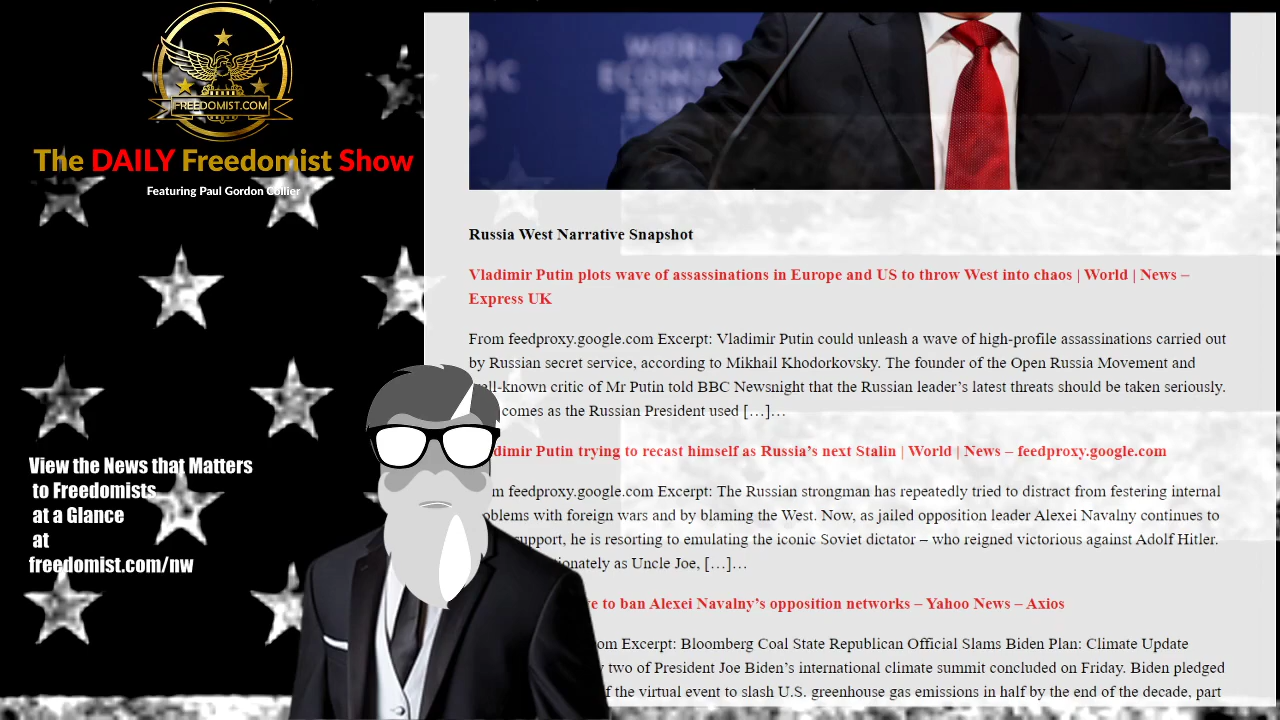 FREEDOMIST.COM
The DAILY Freedomist Show
Featuring Paul Gordon Collier
View the News that Matters
to Freedomists
at a Glance
at
freedomist.com/nw
WORLD
Russia West Narrative Snapshot
Vladimir Putin plots wave of assassinations in Europe and US to throw West into chaos | World | News –
Express UK
From feedproxy.google.com Excerpt: Vladimir Putin could unleash a wave of high-profile assassinations carried out
by Russian secret service, according to Mikhail Khodorkovsky. The founder of the Open Russia Movement and
well-known critic of Mr Putin told BBC Newsnight that the Russian leader’s latest threats should be taken seriously.
comes as the Russian President used […]…
Vladimir Putin trying to recast himself as Russia’s next Stalin | World | News – feedproxy.google.com
From feedproxy.google.com Excerpt: The Russian strongman has repeatedly tried to distract from festering internal
problems with foreign wars and by blaming the West. Now, as jailed opposition leader Alexei Navalny continues to
support, he is resorting to emulating the iconic Soviet dictator – who reigned victorious against Adolf Hitler.
as Uncle Joe, […]…
to ban Alexei Navalny’s opposition networks – Yahoo News – Axios
Excerpt: Bloomberg Coal State Republican Official Slams Biden Plan: Climate Update
two of President Joe Biden’s international climate summit concluded on Friday. Biden pledged
of the virtual event to slash U.S. greenhouse gas emissions in half by the end of the decade, part